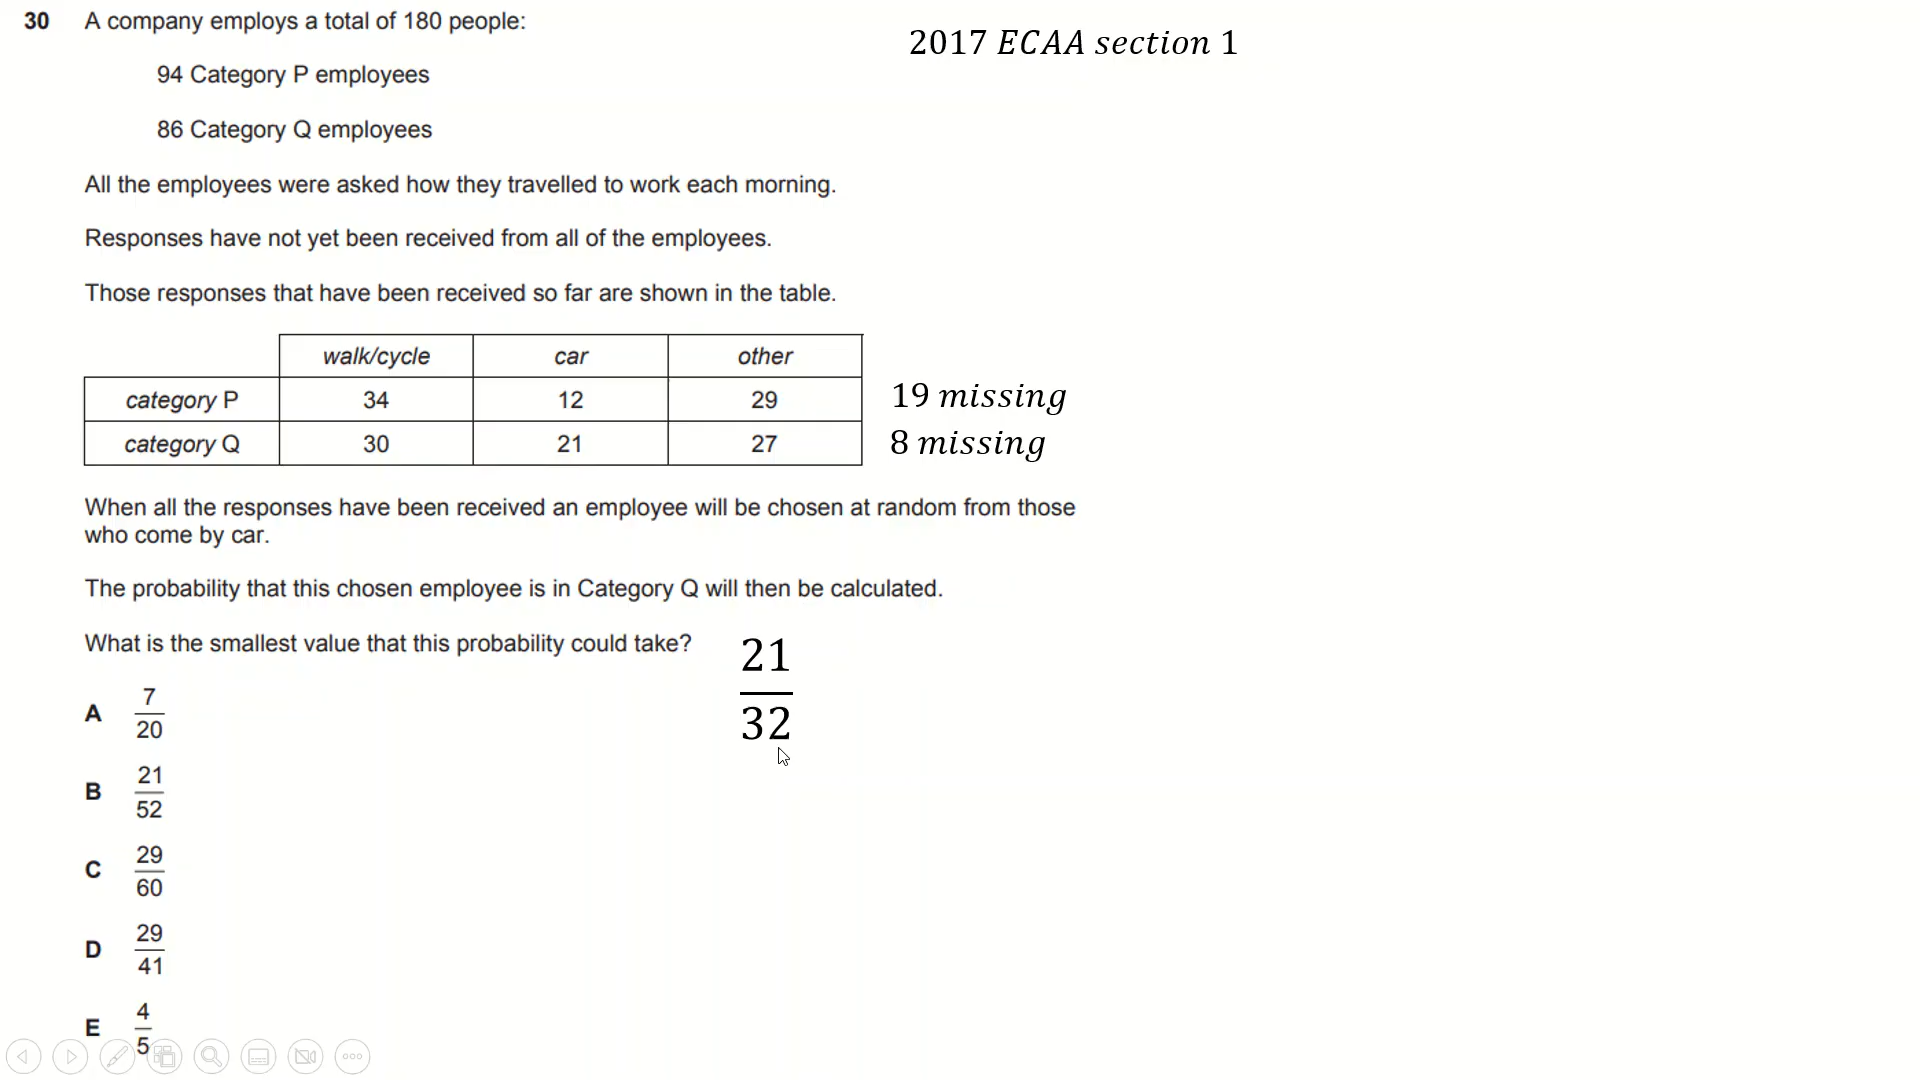 30 A company employs a total of 180 people:
2017 ECAA section 1
94 Category P employees
86 Category Q employees
All the employees were asked how they travelled to work each morning.
Responses have not yet been received from all of the employees.
Those responses that have been received so far are shown in the table.
walk/cycle car other
category P 34 12 29 19 missing
category Q 30 21 27 8 missing
When all the responses have been received an employee will be chosen at random from those
who come by car.
The probability that this chosen employee is in Category Q will then be calculated.
What is the smallest value that this probability could take?
21
32
A 7/20
B 21/52
C 29/60
D 29/41
E 4/5